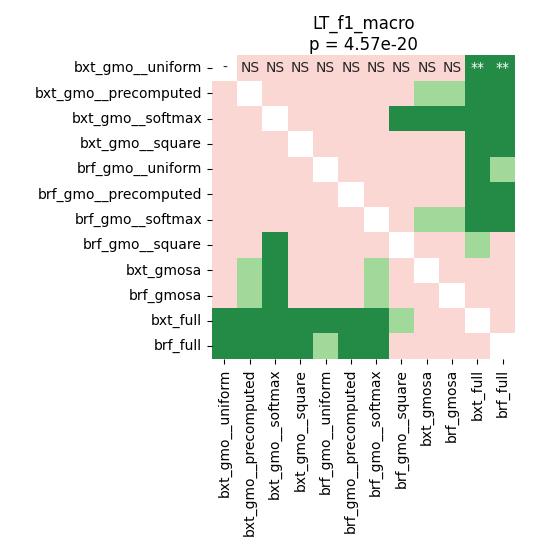 LT_f1_macro
p = 4.57e-20
bxt_gmo__uniform - NS NS NS NS NS NS NS NS NS ** **
bxt_gmo__precomputed
bxt_gmo__softmax
bxt_gmo__square
brf_gmo__uniform
brf_gmo__precomputed
brf_gmo__softmax
brf_gmo__square
bxt_gmosa
brf_gmosa
bxt_full
brf_full
bxt_gmo__uniform
bxt_gmo__precomputed
bxt_gmo__softmax
bxt_gmo__square
brf_gmo__uniform
brf_gmo__precomputed
brf_gmo__softmax
brf_gmo__square
bxt_gmosa
brf_gmosa
bxt_full
brf_full